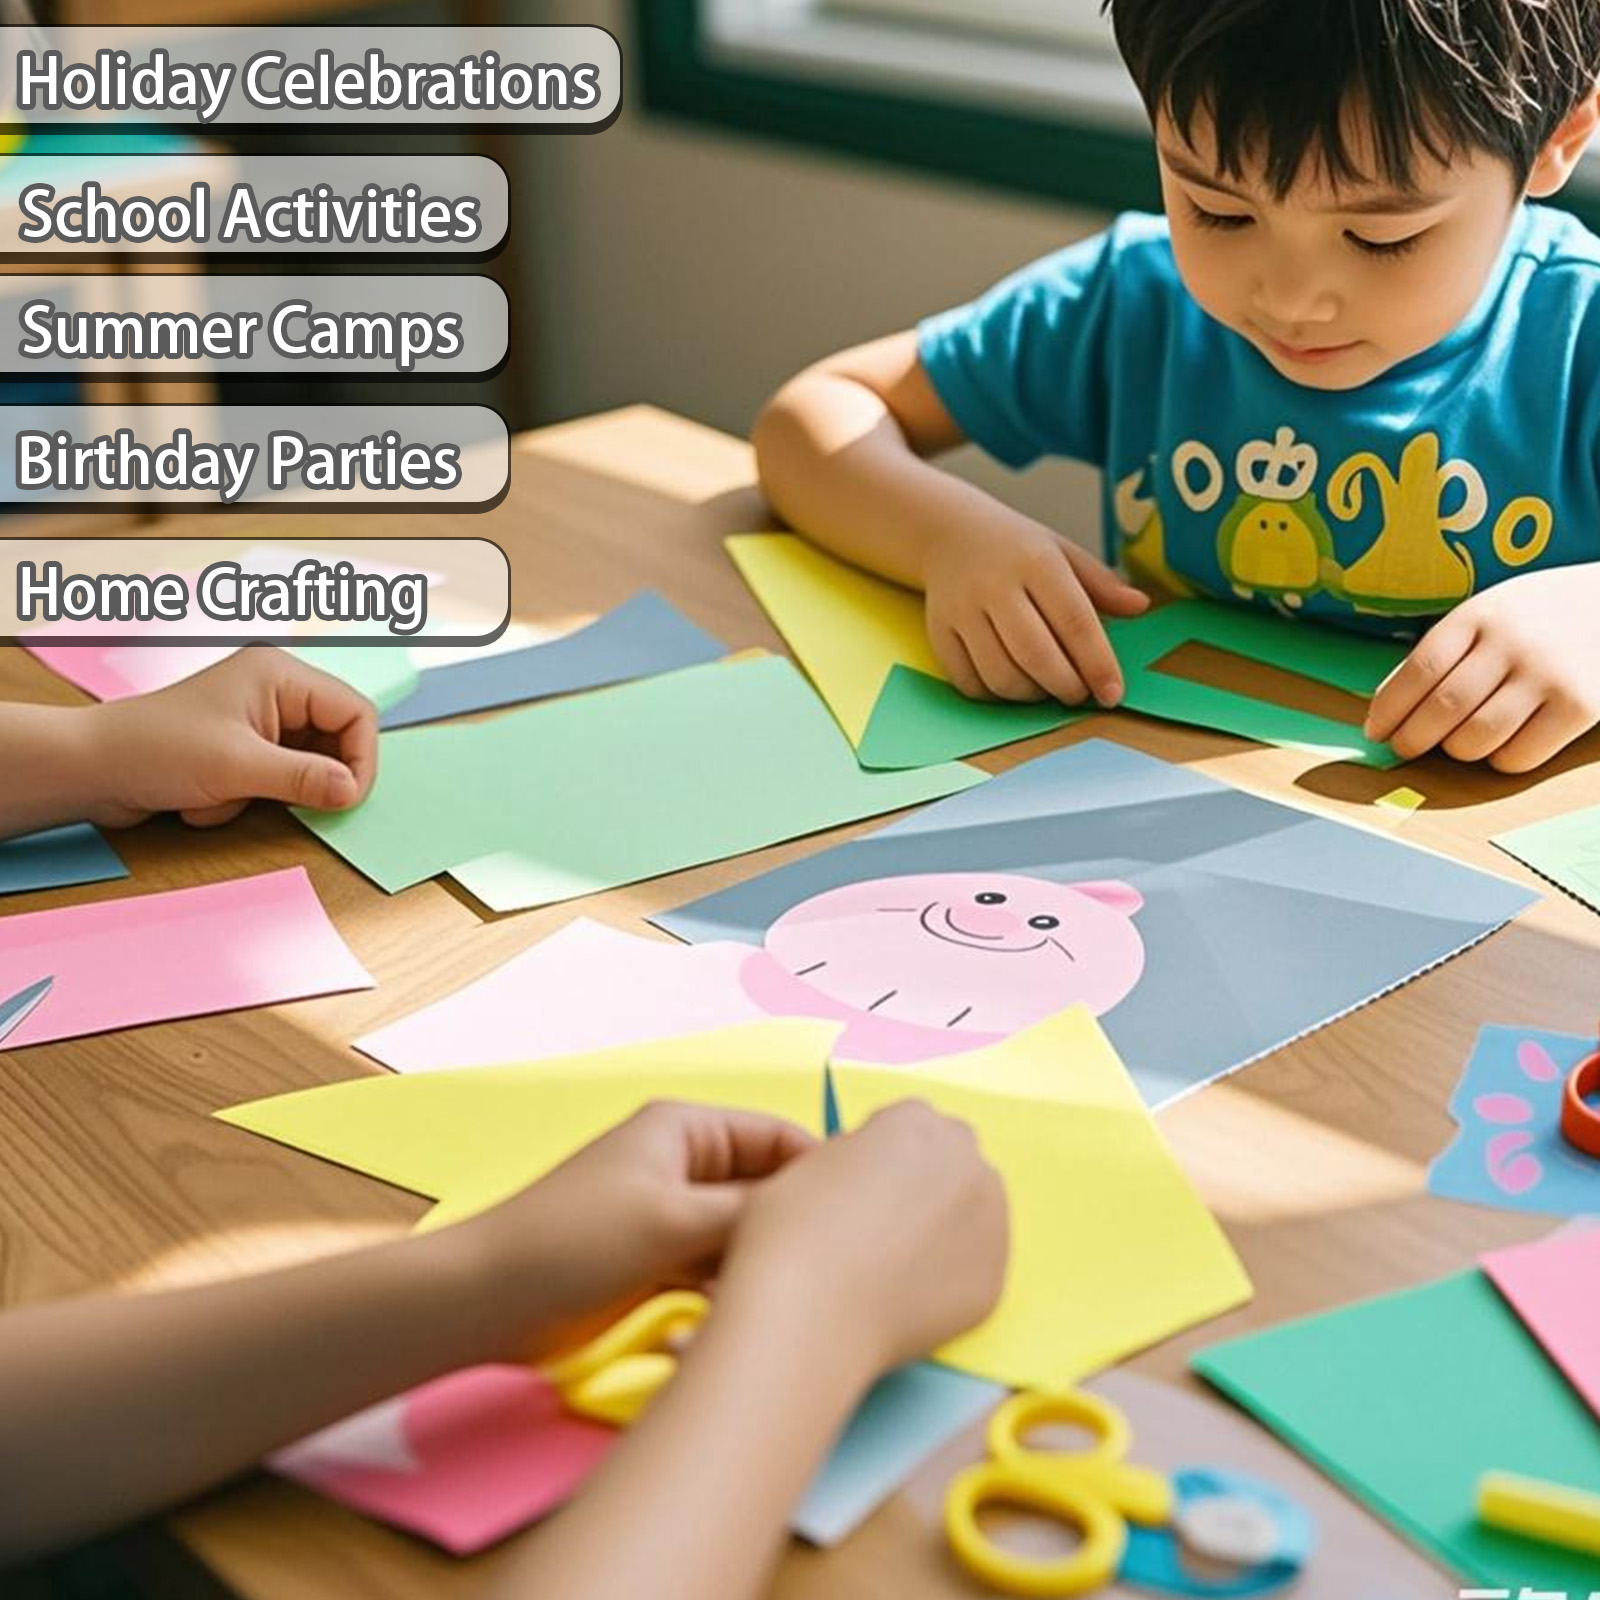 Holiday Celebrations
School Activities
Summer Camps
Birthday Parties
Home Crafting